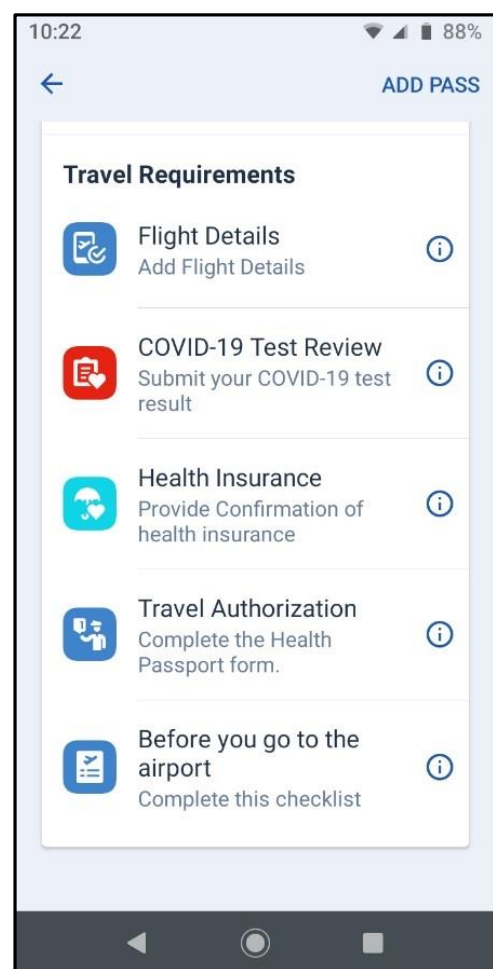 10:22
88%
ADD PASS
Travel Requirements
Flight Details
Add Flight Details
COVID-19 Test Review
Submit your COVID-19 test
result
Health Insurance
Provide Confirmation of
health insurance
Travel Authorization
Complete the Health
Passport form.
Before you go to the
airport
Complete this checklist